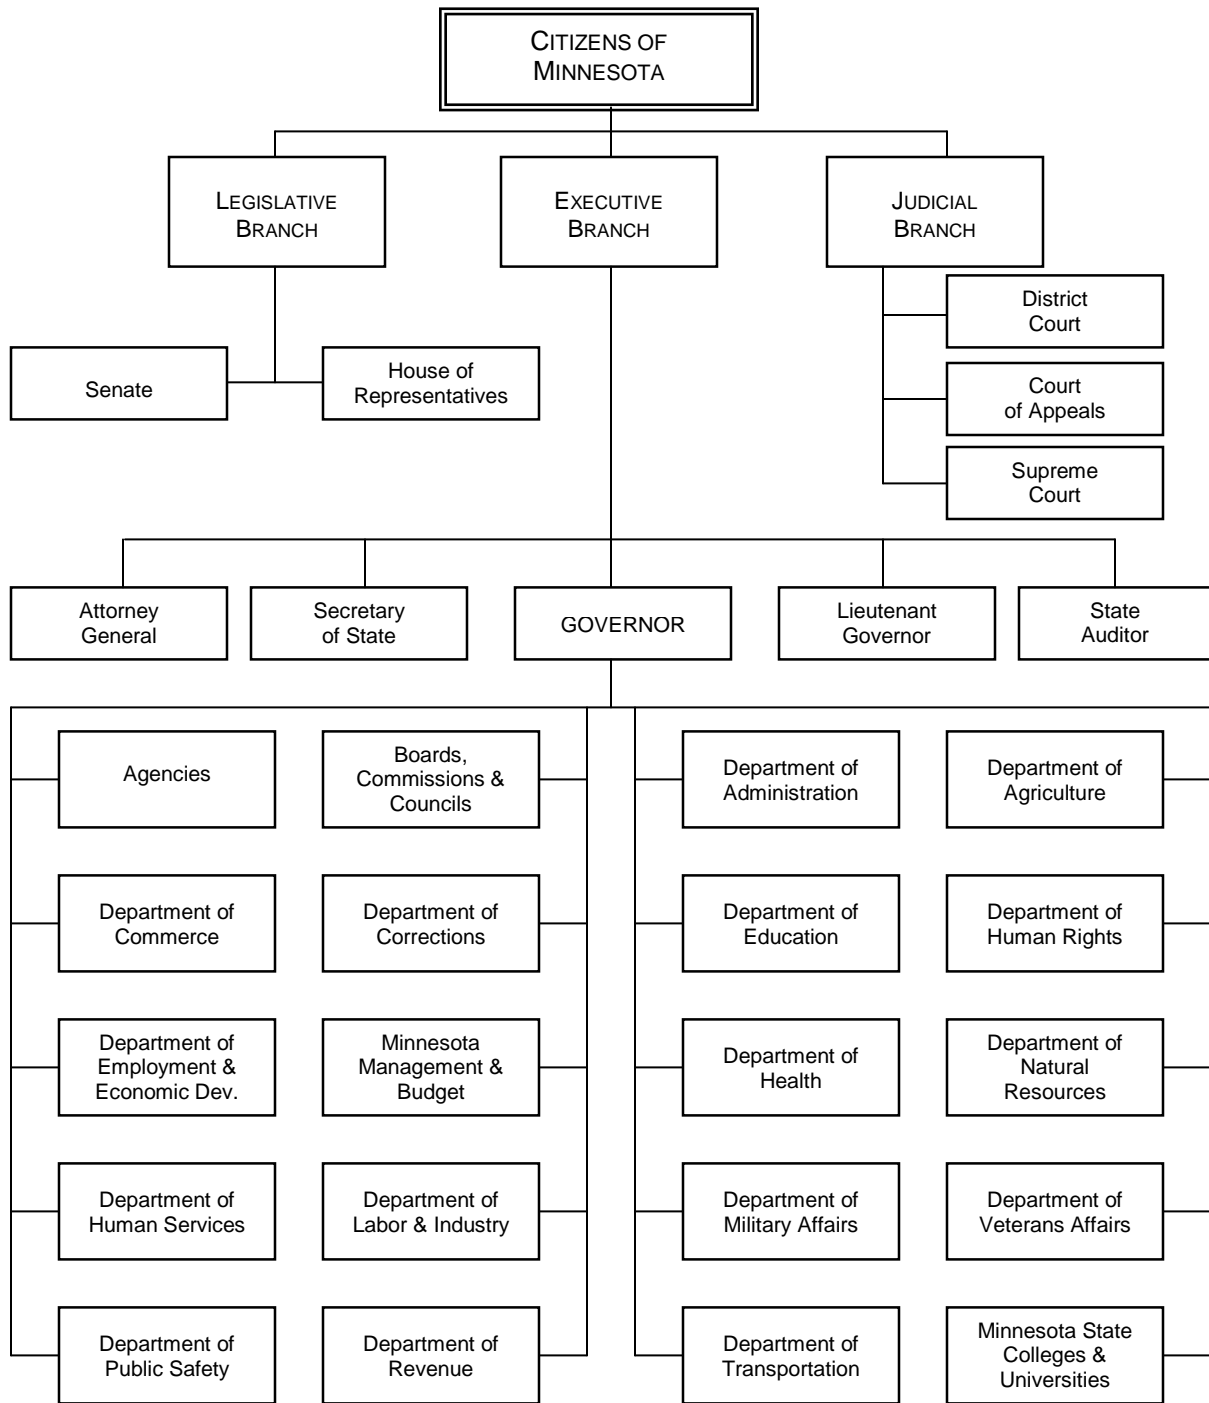 CITIZENS OF
MINNESOTA
LEGISLATIVE
BRANCH
EXECUTIVE
BRANCH
JUDICIAL
BRANCH
District
Court
Senate
House of
Representatives
Court
of Appeals
Supreme
Court
Attorney
General
Secretary
of State
GOVERNOR
Lieutenant
Governor
State
Auditor
Agencies
Boards,
Commissions &
Councils
Department of
Administration
Department of
Agriculture
Department of
Commerce
Department of
Corrections
Department of
Education
Department of
Human Rights
Department of
Employment &
Economic Dev.
Minnesota
Management &
Budget
Department of
Health
Department of
Natural
Resources
Department of
Human Services
Department of
Labor & Industry
Department of
Military Affairs
Department of
Veterans Affairs
Department of
Public Safety
Department of
Revenue
Department of
Transportation
Minnesota State
Colleges &
Universities